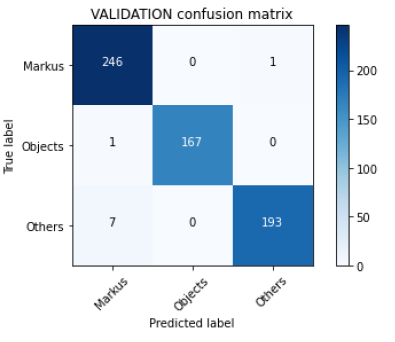 VALIDATION confusion matrix
True label
Markus
246 0 1
Objects
1 167 0
Others
7 0 193
Markus Objects Others
Predicted label
200
150
100
50
0